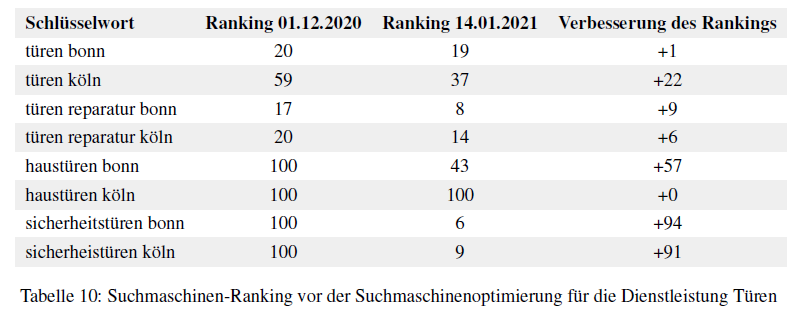 Schlüsselwort Ranking 01.12.2020 Ranking 14.01.2021 Verbesserung des Rankings
türen bonn 20 19 +1
türen köln 59 37 +22
türen reparatur bonn 17 8 +9
türen reparatur köln 20 14 +6
haustüren bonn 100 43 +57
haustüren köln 100 100 +0
sicherheitstüren bonn 100 6 +94
sicherheistüren köln 100 9 +91
Tabelle 10: Suchmaschinen-Ranking vor der Suchmaschinenoptimierung für die Dienstleistung Türen